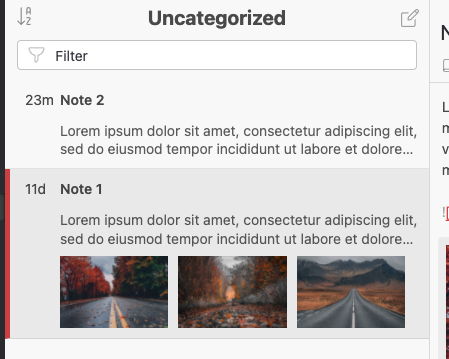 Uncategorized
Filter
23m Note 2
Lorem ipsum dolor sit amet, consectetur adipiscing elit,
sed do eiusmod tempor incididunt ut labore et dolore...
11d Note 1
Lorem ipsum dolor sit amet, consectetur adipiscing elit,
sed do eiusmod tempor incididunt ut labore et dolore...